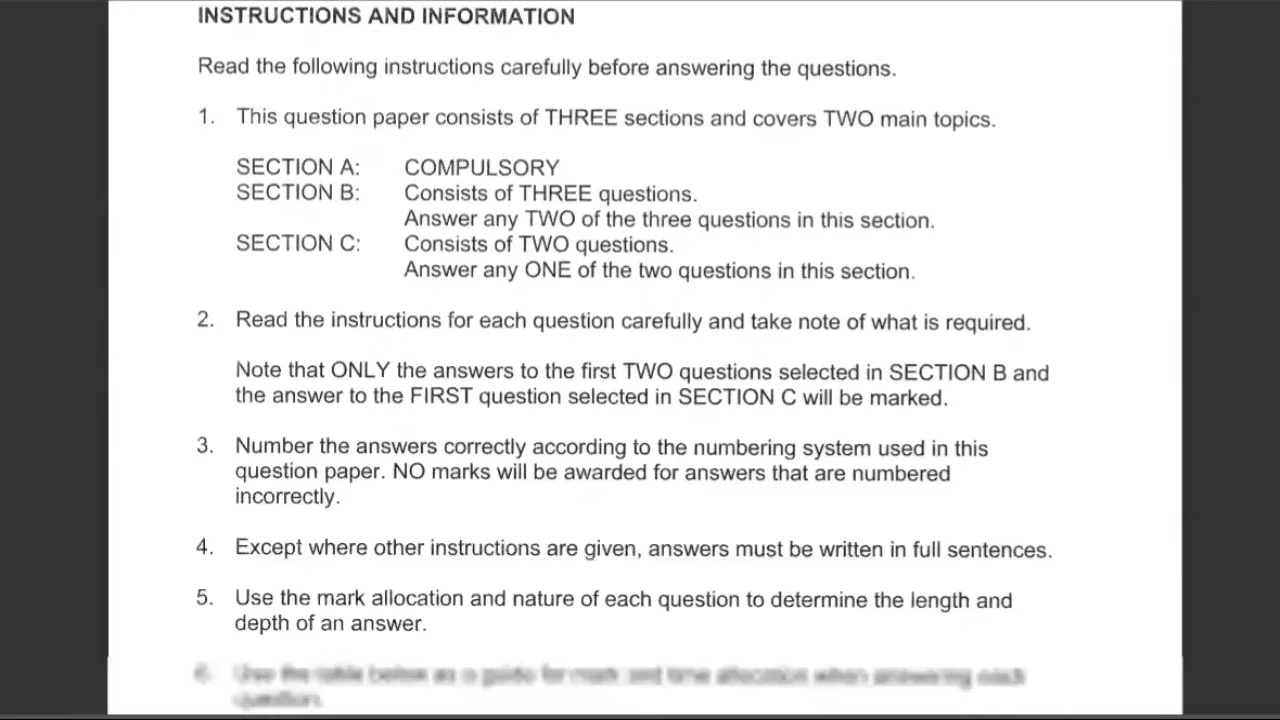 INSTRUCTIONS AND INFORMATION
Read the following instructions carefully before answering the questions.
1. This question paper consists of THREE sections and covers TWO main topics.
SECTION A: COMPULSORY
SECTION B: Consists of THREE questions.
Answer any TWO of the three questions in this section.
SECTION C: Consists of TWO questions.
Answer any ONE of the two questions in this section.
2. Read the instructions for each question carefully and take note of what is required.
Note that ONLY the answers to the first TWO questions selected in SECTION B and
the answer to the FIRST question selected in SECTION C will be marked.
3. Number the answers correctly according to the numbering system used in this
question paper. NO marks will be awarded for answers that are numbered
incorrectly.
4. Except where other instructions are given, answers must be written in full sentences.
5. Use the mark allocation and nature of each question to determine the length and
depth of an answer.